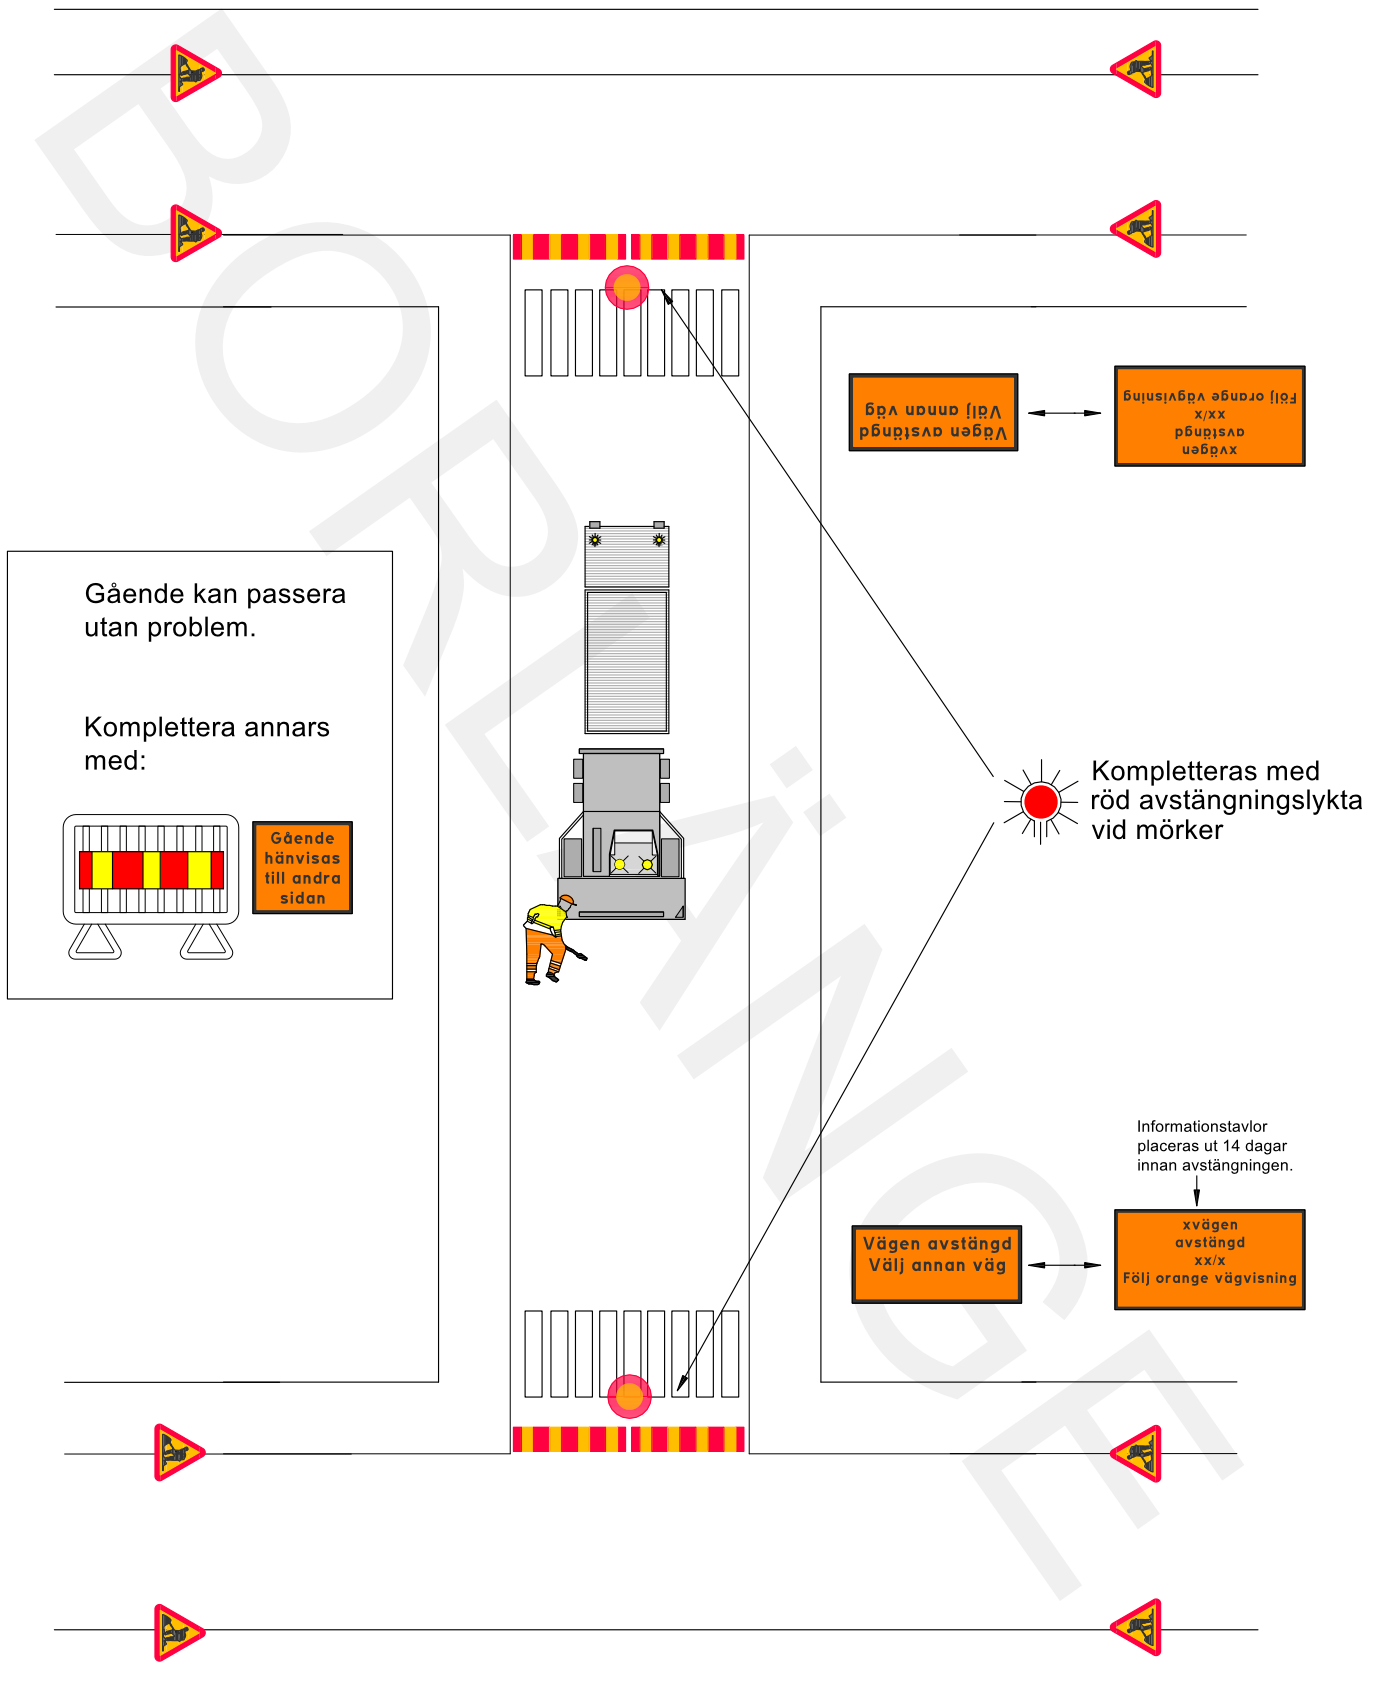 BORLÄNGE
Vägen avstängd
Välj annan väg
xvägen
avstängd
xx/x
Följ orange vägvisning
Gående kan passera
utan problem.
Komplettera annars
med:
Gående
hänvisas
till andra
sidan
Kompletteras med
röd avstängningslykta
vid mörker
Informationstavlor
placeras ut 14 dagar
innan avstängningen.
Vägen avstängd
Välj annan väg
xvägen
avstängd
xx/x
Följ orange vägvisning